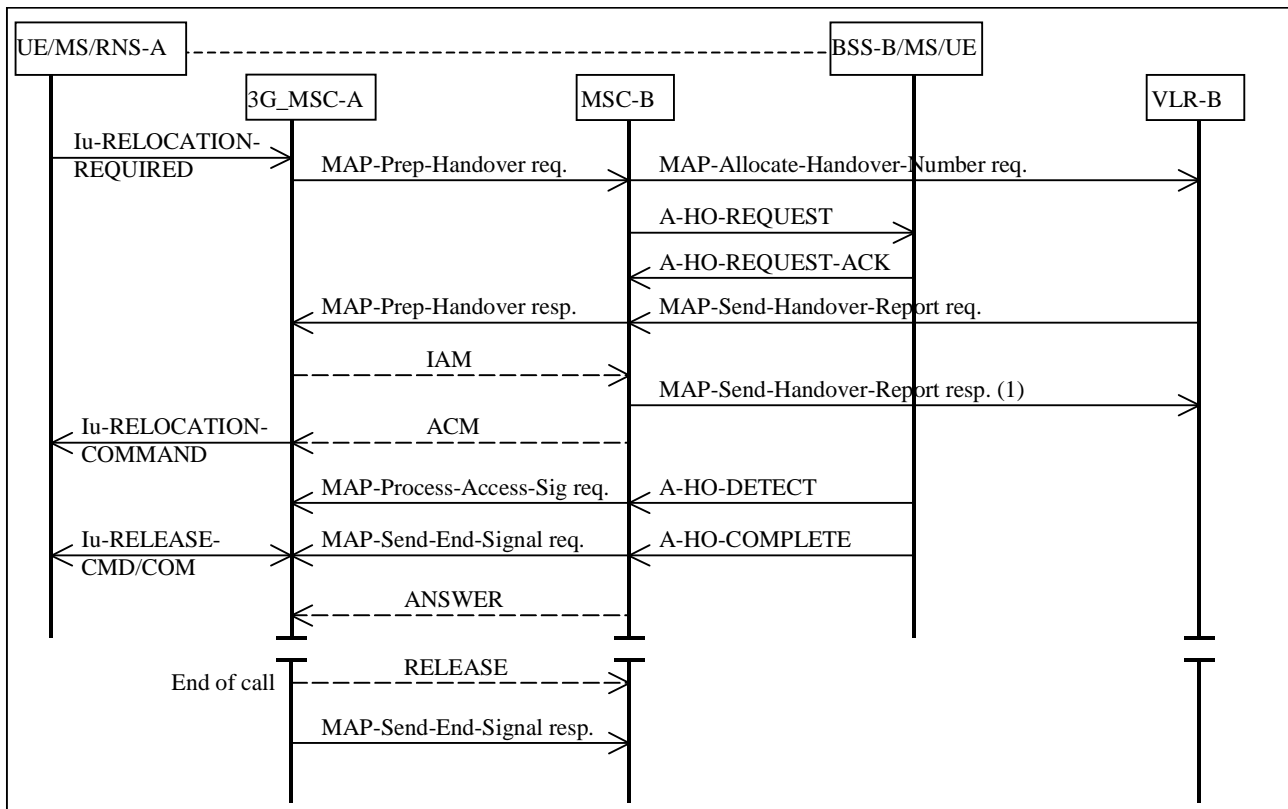 UE/MS/RNS-A
BSS-B/MS/UE
3G_MSC-A
MSC-B
VLR-B
Iu-RELOCATION-
REQUIRED
MAP-Prep-Handover req.
MAP-Allocate-Handover-Number req.
A-HO-REQUEST
A-HO-REQUEST-ACK
MAP-Prep-Handover resp.
MAP-Send-Handover-Report req.
IAM
MAP-Send-Handover-Report resp. (1)
Iu-RELOCATION-
COMMAND
ACM
MAP-Process-Access-Sig req.
A-HO-DETECT
Iu-RELEASE-
CMD/COM
MAP-Send-End-Signal req.
A-HO-COMPLETE
ANSWER
End of call
RELEASE
MAP-Send-End-Signal resp.